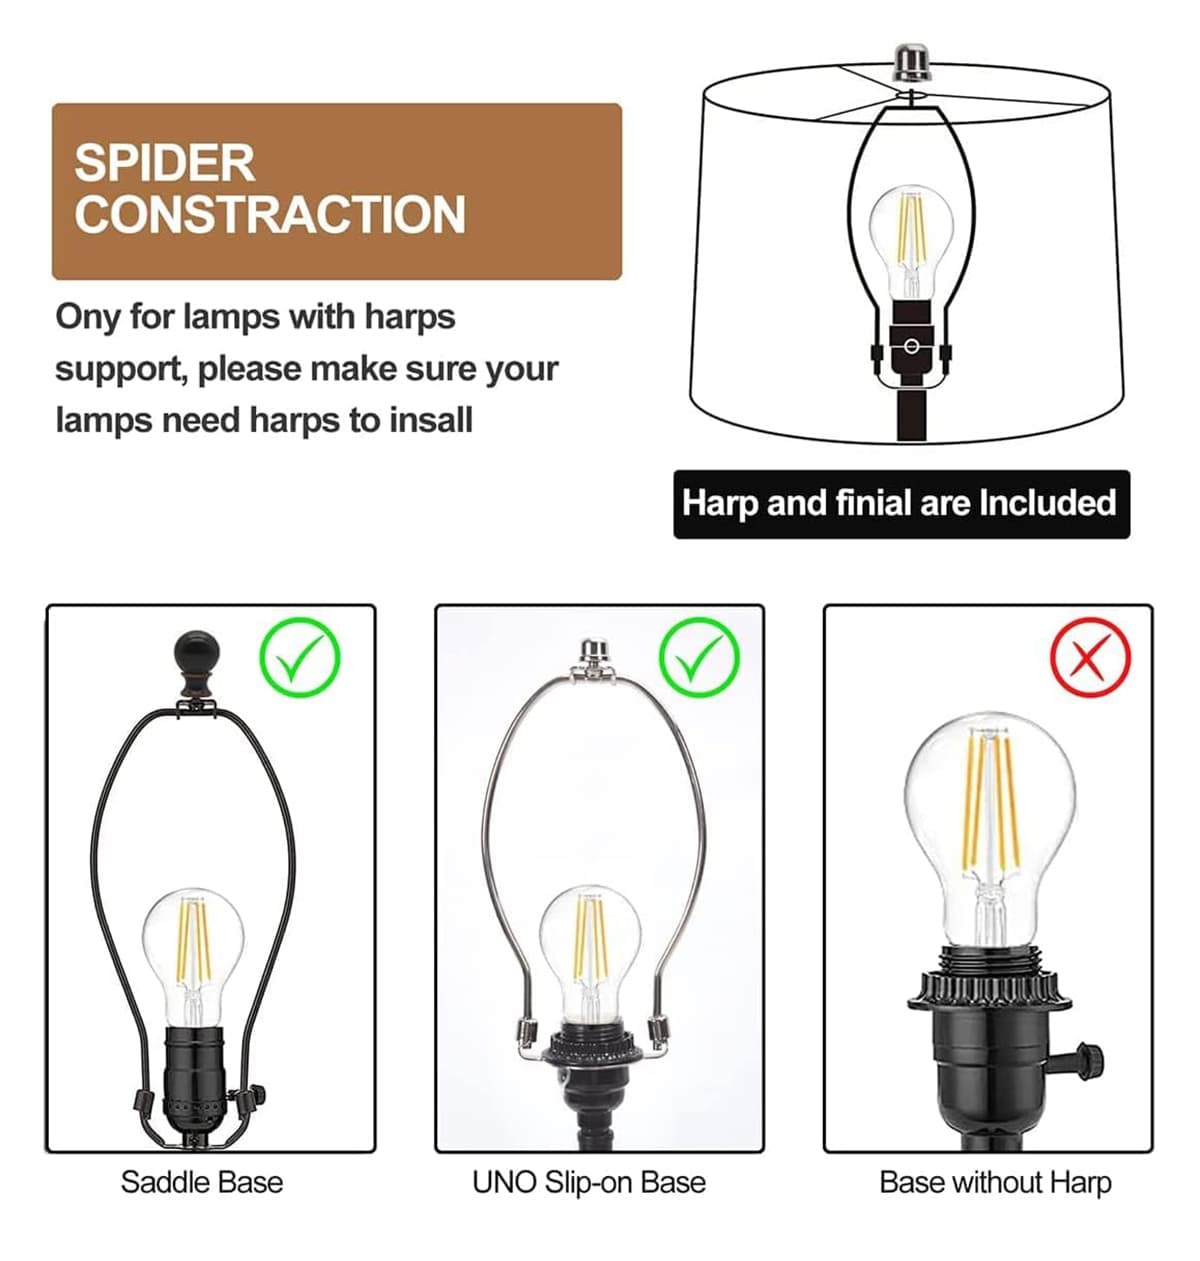 SPIDER
CONSTRACTION
Ony for lamps with harps
support, please make sure your
lamps need harps to insall
Harp and finial are Included
Saddle Base
UNO Slip-on Base
Base without Harp